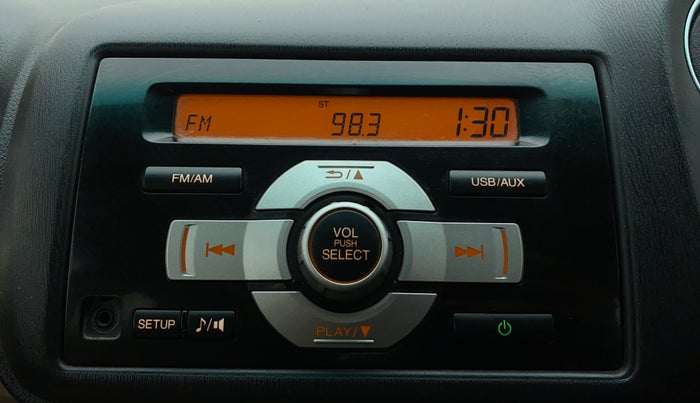 ST
FM 98.3 1:30
FM/AM
/▲
USB/AUX
VOL
PUSH
SELECT
SETUP
♪/
PLAY/▼